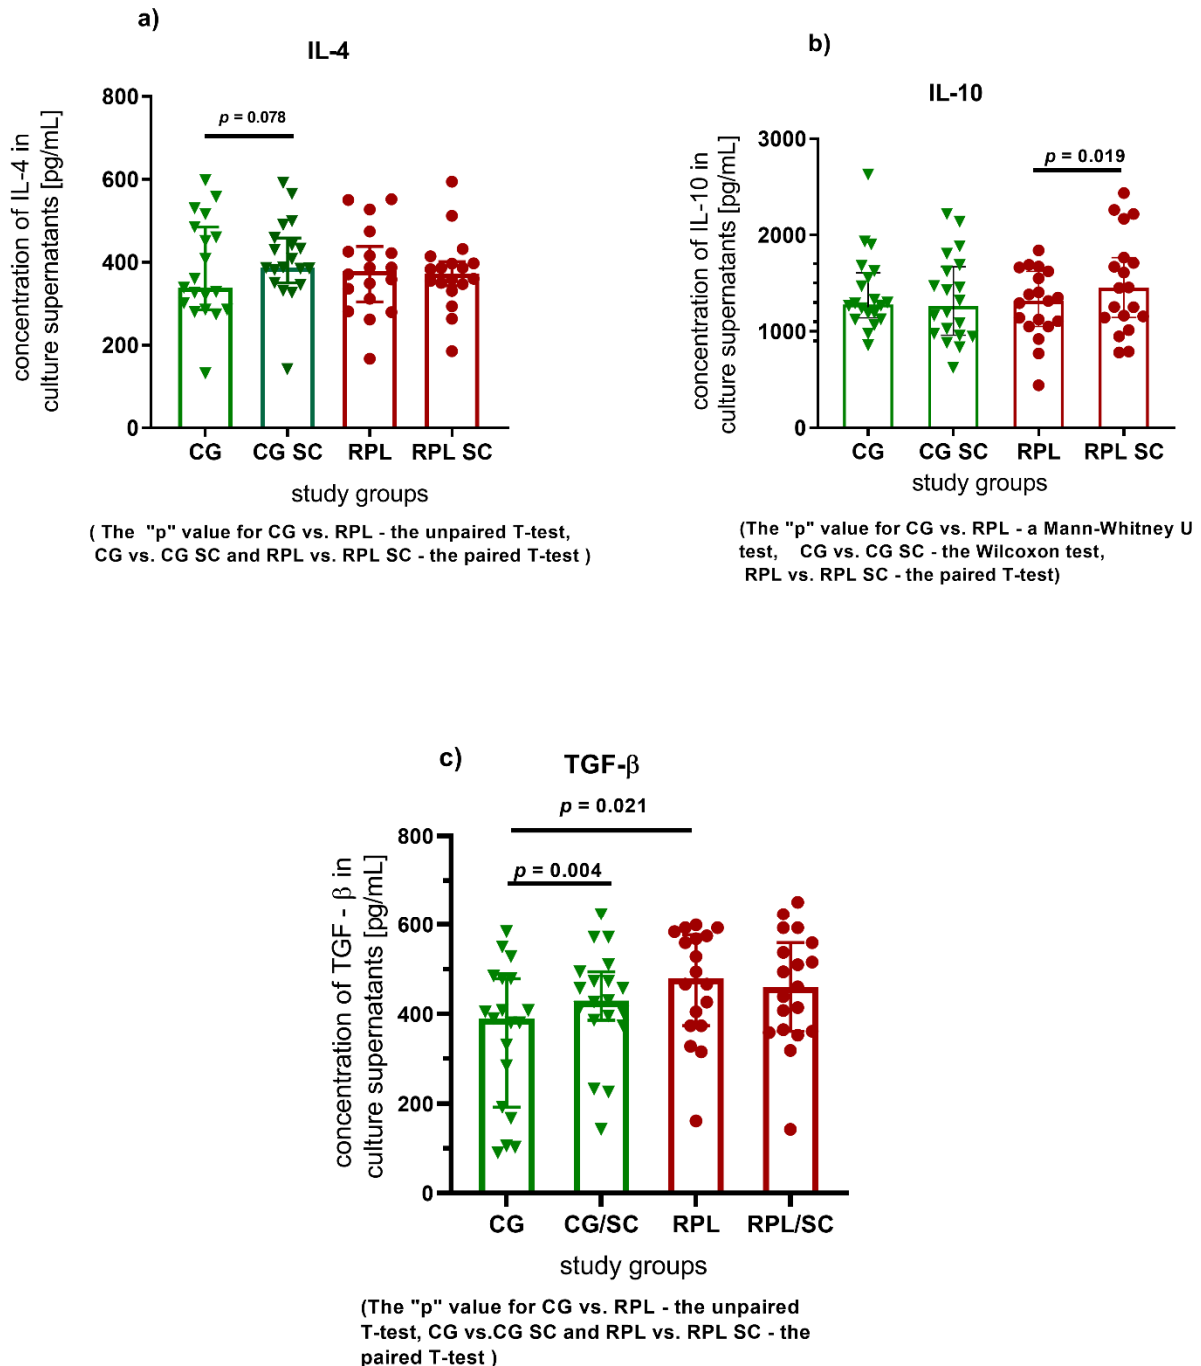 a)
IL-4
concentration of IL-4 in
culture supernatants [pg/mL]
800
600
400
200
0
p = 0.078
CG
CG SC
RPL
RPL SC
study groups
( The "p" value for CG vs. RPL - the unpaired T-test,
CG vs. CG SC and RPL vs. RPL SC - the paired T-test )
b)
IL-10
concentration of IL-10 in
culture supernatants [pg/mL]
3000
2000
1000
0
p = 0.019
CG
CG SC
RPL
RPL SC
study groups
(The "p" value for CG vs. RPL - a Mann-Whitney U
test, CG vs. CG SC - the Wilcoxon test,
RPL vs. RPL SC - the paired T-test)
c)
TGF-β
concentration of TGF - β in
culture supernatants [pg/mL]
800
600
400
200
0
p = 0.021
p = 0.004
CG
CG/SC
RPL
RPL/SC
study groups
(The "p" value for CG vs. RPL - the unpaired
T-test, CG vs.CG SC and RPL vs. RPL SC - the
paired T-test )